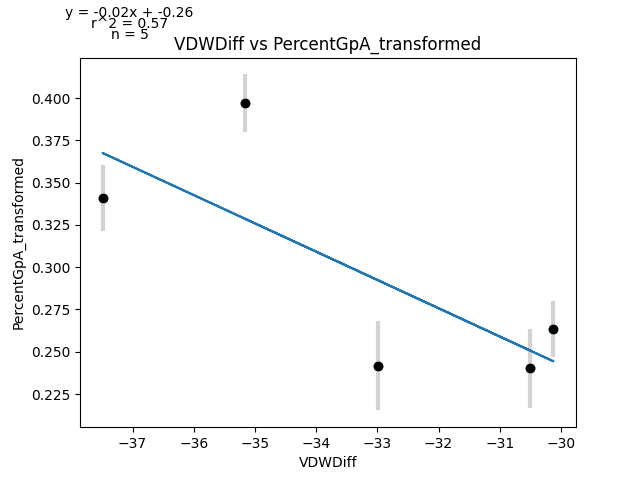 y = -0.02x + -0.26
r^2 = 0.57
n = 5
VDWDiff vs PercentGpA_transformed
PercentGpA_transformed
0.400
0.375
0.350
0.325
0.300
0.275
0.250
0.225
−37 −36 −35 −34 −33 −32 −31 −30
VDWDiff